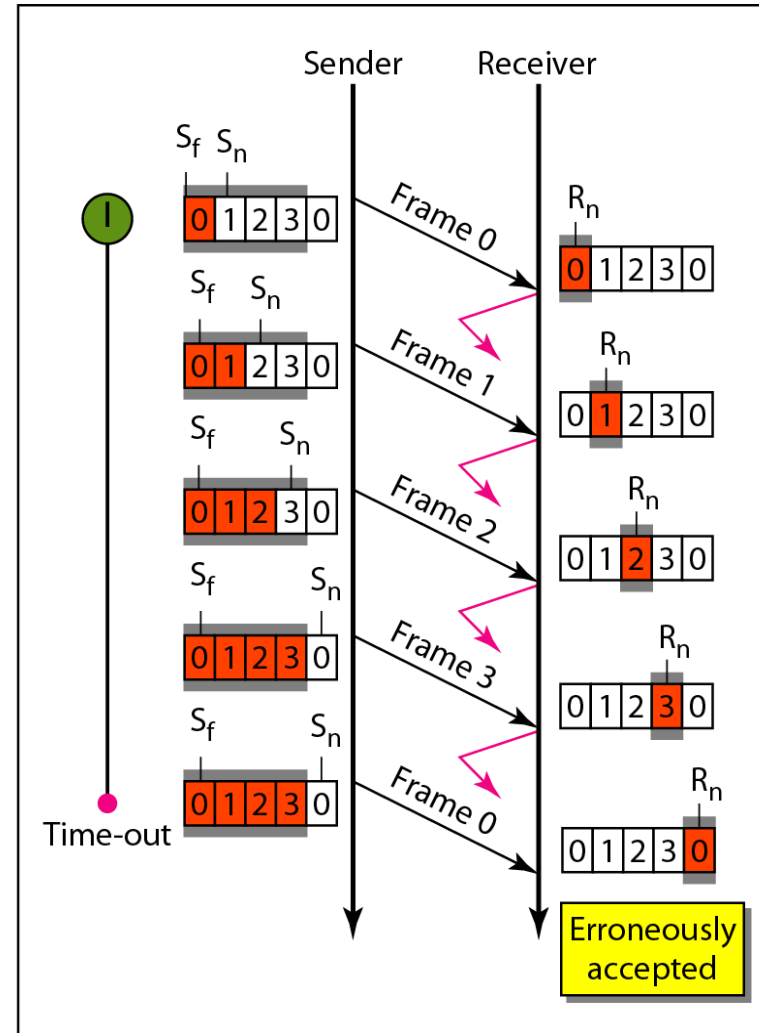 Sender Receiver
Sf Sn
0 1 2 3 0
Frame 0
Rn
0 1 2 3 0
Sf Sn
0 1 2 3 0
Frame 1
Rn
0 1 2 3 0
Sf Sn
0 1 2 3 0
Frame 2
Rn
0 1 2 3 0
Sf Sn
0 1 2 3 0
Frame 3
Rn
0 1 2 3 0
Sf Sn
0 1 2 3 0
Frame 0
Rn
0 1 2 3 0
Time-out
Erroneously
accepted